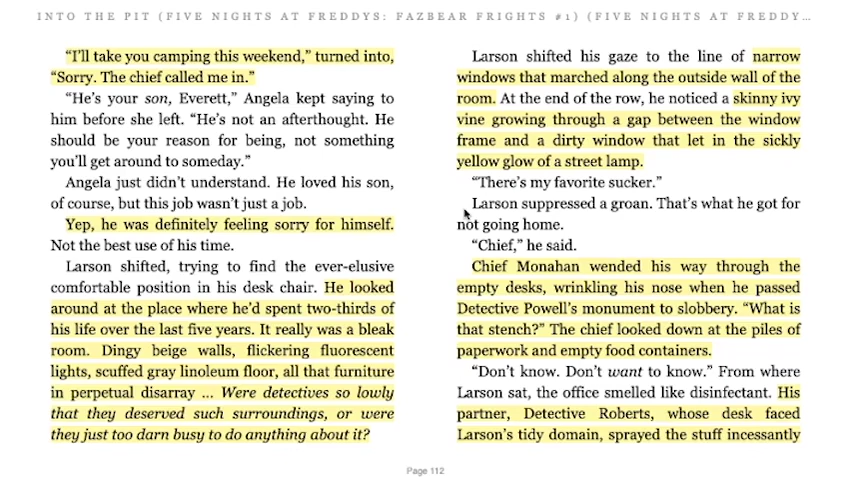 INTO THE PIT (FIVE NIGHTS AT FREDDYS: FAZBEAR FRIGHTS #1) (FIVE NIGHTS AT FREDDY...
“I’ll take you camping this weekend,” turned into,
“Sorry. The chief called me in.”
“He’s your son, Everett,” Angela kept saying to
him before she left. “He’s not an afterthought. He
should be your reason for being, not something
you’ll get around to someday.”
Angela just didn’t understand. He loved his son,
of course, but this job wasn’t just a job.
Yep, he was definitely feeling sorry for himself.
Not the best use of his time.
Larson shifted, trying to find the ever-elusive
comfortable position in his desk chair. He looked
around at the place where he’d spent two-thirds of
his life over the last five years. It really was a bleak
room. Dingy beige walls, flickering fluorescent
lights, scuffed gray linoleum floor, all that furniture
in perpetual disarray ... Were detectives so lowly
that they deserved such surroundings, or were
they just too darn busy to do anything about it?
Larson shifted his gaze to the line of narrow
windows that marched along the outside wall of the
room. At the end of the row, he noticed a skinny ivy
vine growing through a gap between the window
frame and a dirty window that let in the sickly
yellow glow of a street lamp.
“There’s my favorite sucker.”
Larson suppressed a groan. That’s what he got for
not going home.
“Chief,” he said.
Chief Monahan wended his way through the
empty desks, wrinkling his nose when he passed
Detective Powell’s monument to slobbery. “What is
that stench?” The chief looked down at the piles of
paperwork and empty food containers.
“Don’t know. Don’t want to know.” From where
Larson sat, the office smelled like disinfectant. His
partner, Detective Roberts, whose desk faced
Larson’s tidy domain, sprayed the stuff incessantly
Page 112